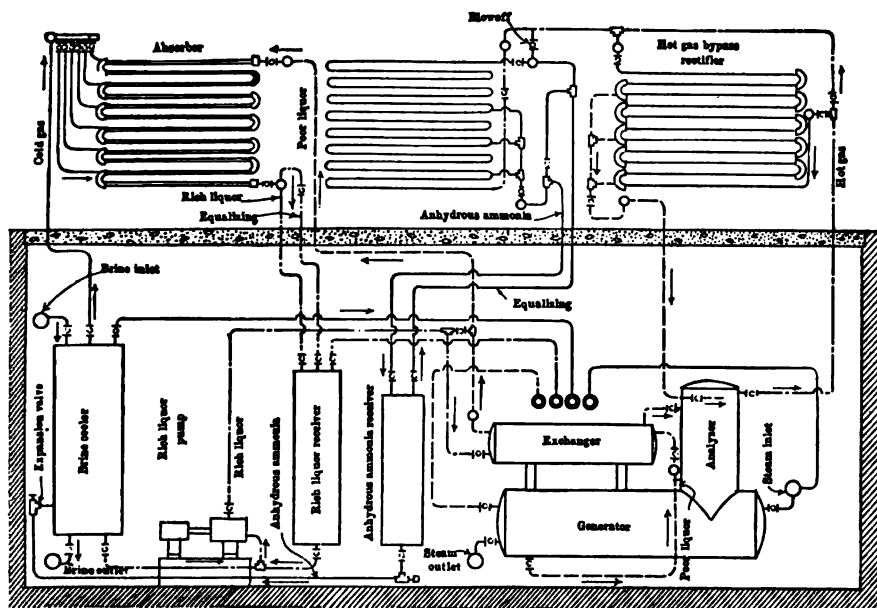 Blowoff
Absorber
Hot gas bypass
rectifier
Poor liquor
Cold gas
Hot gas
Rich liquor
Equalizing
Anhydrous ammonia
Brine inlet
Equalizing
Expansion valve
Brine cooler
Rich liquor
pump
Rich liquor
Anhydrous ammonia
Rich liquor receiver
Anhydrous ammonia receiver
Exchanger
Analyser
Steam inlet
Generator
Poor liquor
Steam
outlet
Brine outlet